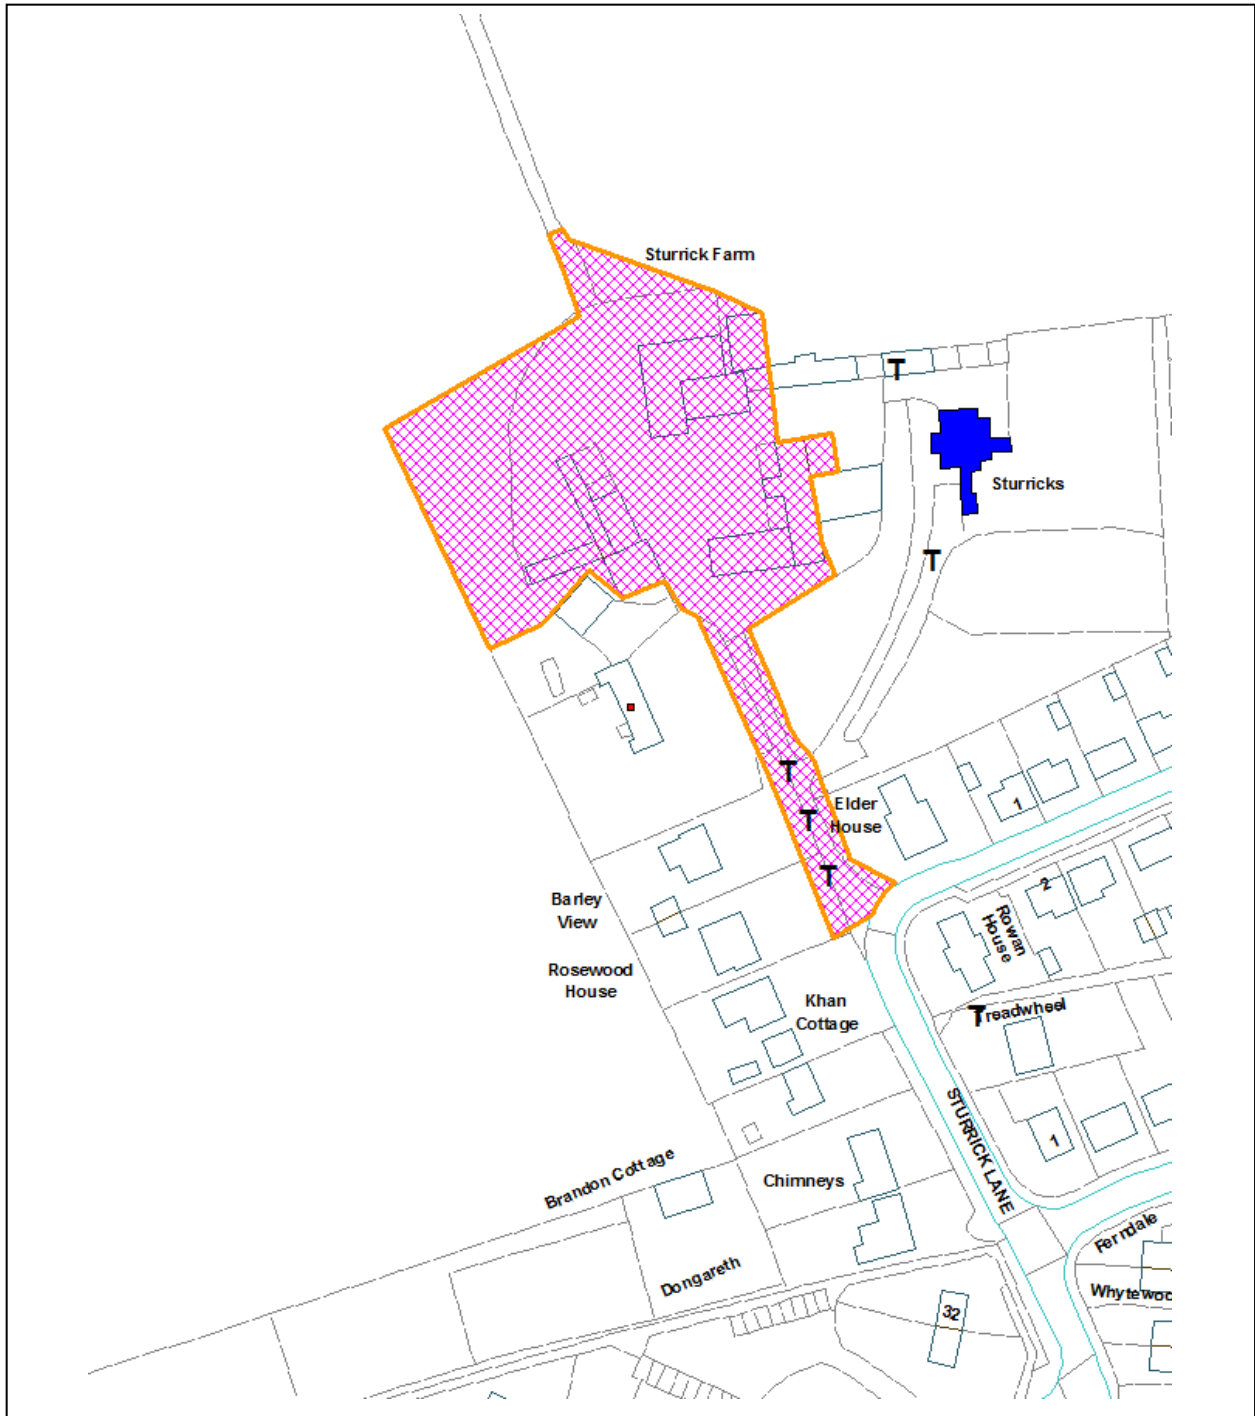 Sturrick Farm
T
Sturricks
T
T
Elder
House
T
1
T
2
Barley
View
Rowan
House
Rosewood
House
Khan
Cottage
T
Treadwheel
STURRICK LANE
1
Brandon Cottage
Chimneys
Ferndale
Dongareth
Whytewoo
32